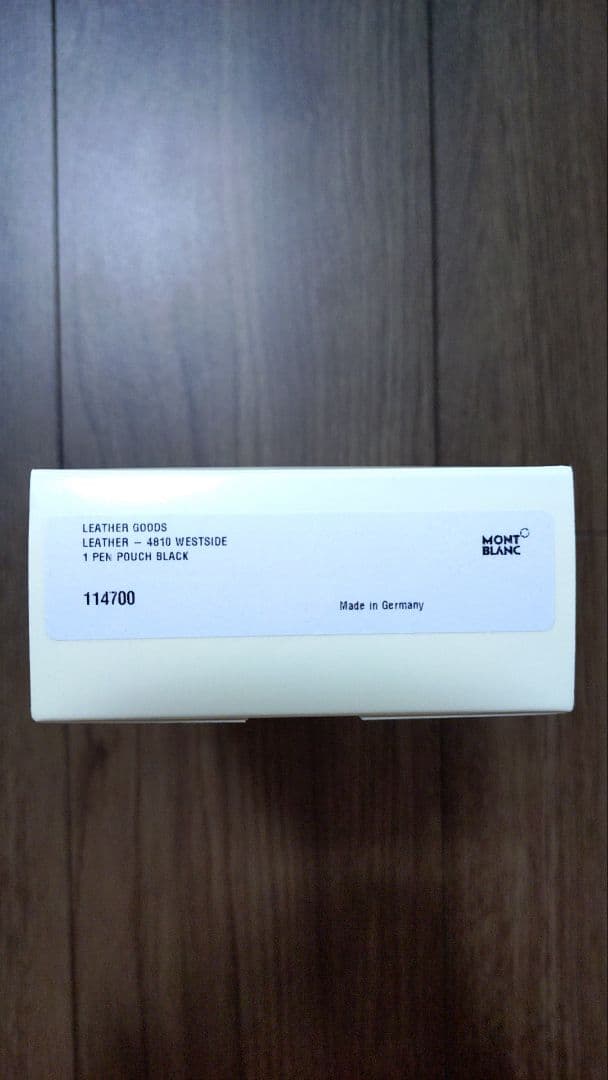 LEATHER GOODS
LEATHER – 4810 WESTSIDE
1 PEN POUCH BLACK
MONT
BLANC
114700
Made in Germany